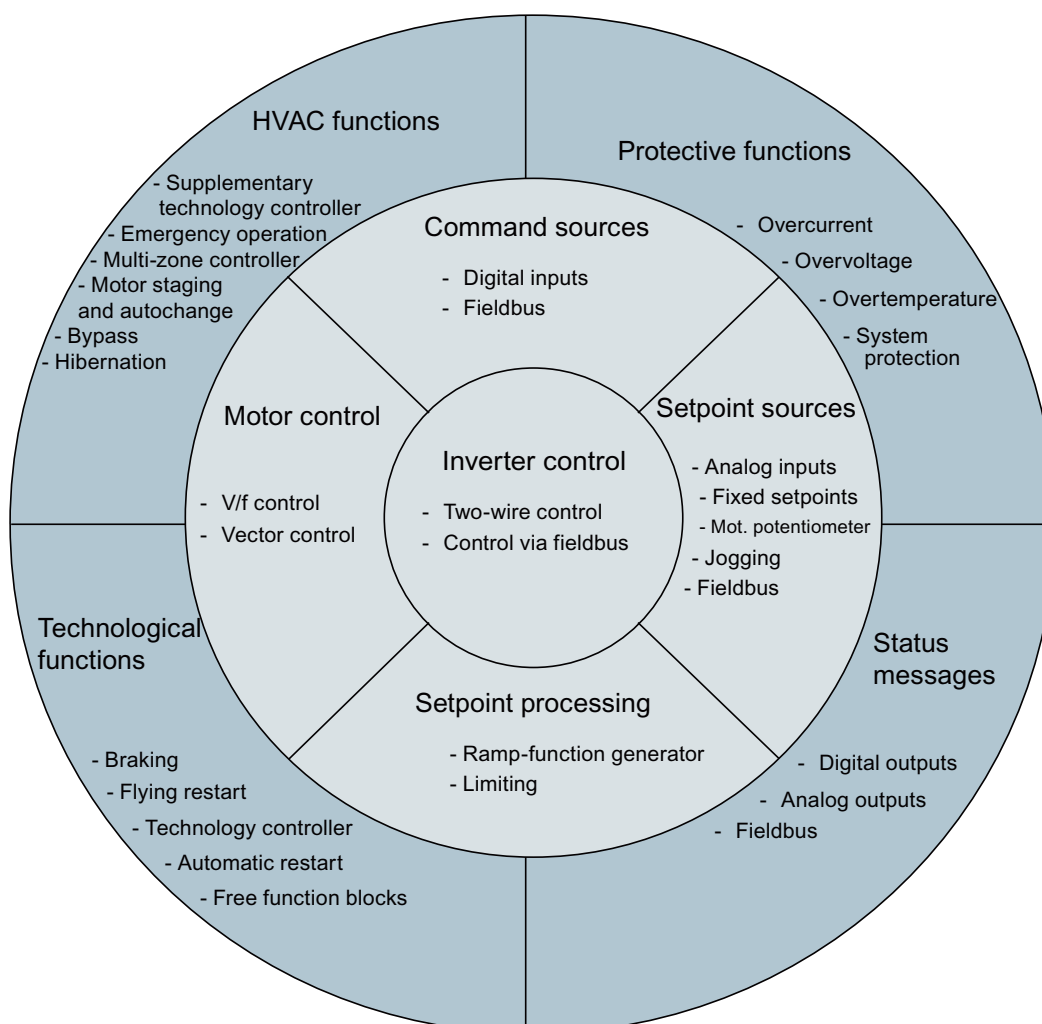 HVAC functions
- Supplementary
technology controller
- Emergency operation
- Multi-zone controller
- Motor staging
and autochange
- Bypass
- Hibernation
Protective functions
- Overcurrent
- Overvoltage
- Overtemperature
- System
protection
Command sources
- Digital inputs
- Fieldbus
Motor control
- V/f control
- Vector control
Inverter control
- Two-wire control
- Control via fieldbus
Setpoint sources
- Analog inputs
- Fixed setpoints
- Mot. potentiometer
- Jogging
- Fieldbus
Setpoint processing
- Ramp-function generator
- Limiting
Technological
functions
- Braking
- Flying restart
- Technology controller
- Automatic restart
- Free function blocks
Status
messages
- Digital outputs
- Analog outputs
- Fieldbus